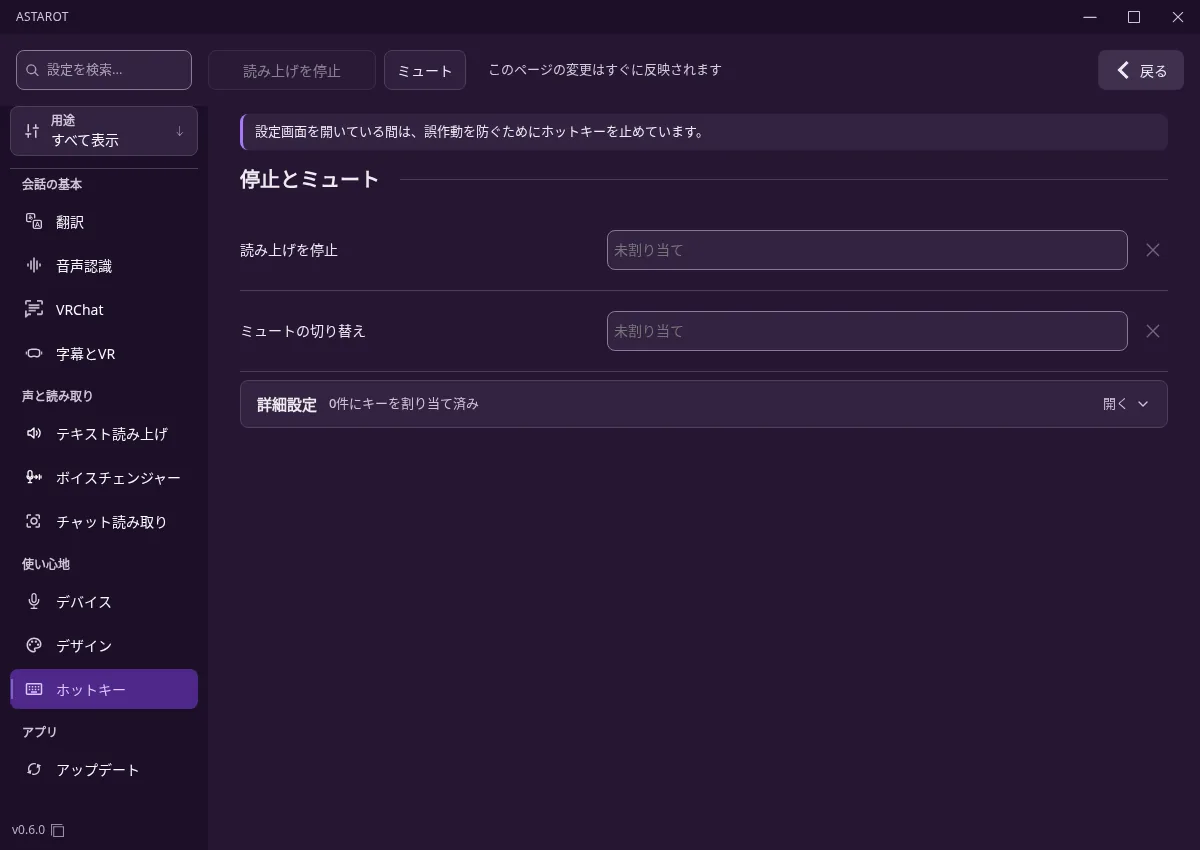 ASTAROT
設定を検索...
読み上げを停止
ミュート
このページの変更はすぐに反映されます
戻る
用途
すべて表示
会話の基本
翻訳
音声認識
VRChat
字幕とVR
声と読み取り
テキスト読み上げ
ボイスチェンジャー
チャット読み取り
使い心地
デバイス
デザイン
ホットキー
アプリ
アップデート
v0.6.0
設定画面を開いている間は、誤作動を防ぐためにホットキーを止めています。
停止とミュート
読み上げを停止
未割り当て
ミュートの切り替え
未割り当て
詳細設定 0件にキーを割り当て済み
開く